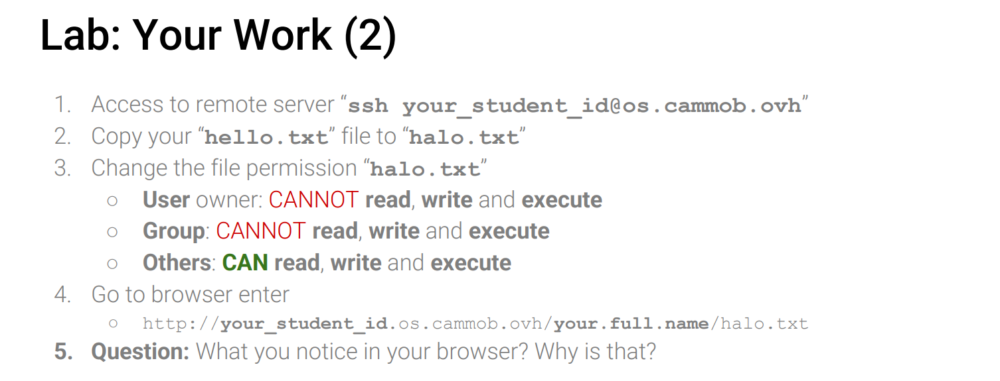 Lab: Your Work (2)
1. Access to remote server “ssh your_student_id@os.cammob.ovh”
2. Copy your “hello.txt” file to “halo.txt”
3. Change the file permission “halo.txt”
○ User owner: CANNOT read, write and execute
○ Group: CANNOT read, write and execute
○ Others: CAN read, write and execute
4. Go to browser enter
○ http://your_student_id.os.cammob.ovh/your.full.name/halo.txt
5. Question: What you notice in your browser? Why is that?